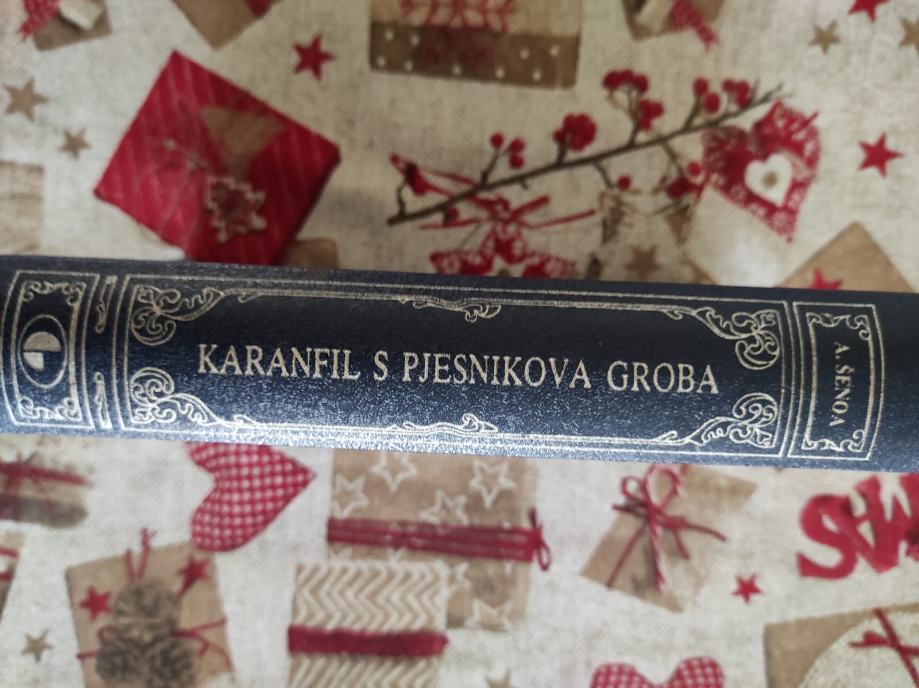 KARANFIL S PJESNIKOVA GROBA
A. ŠENOA